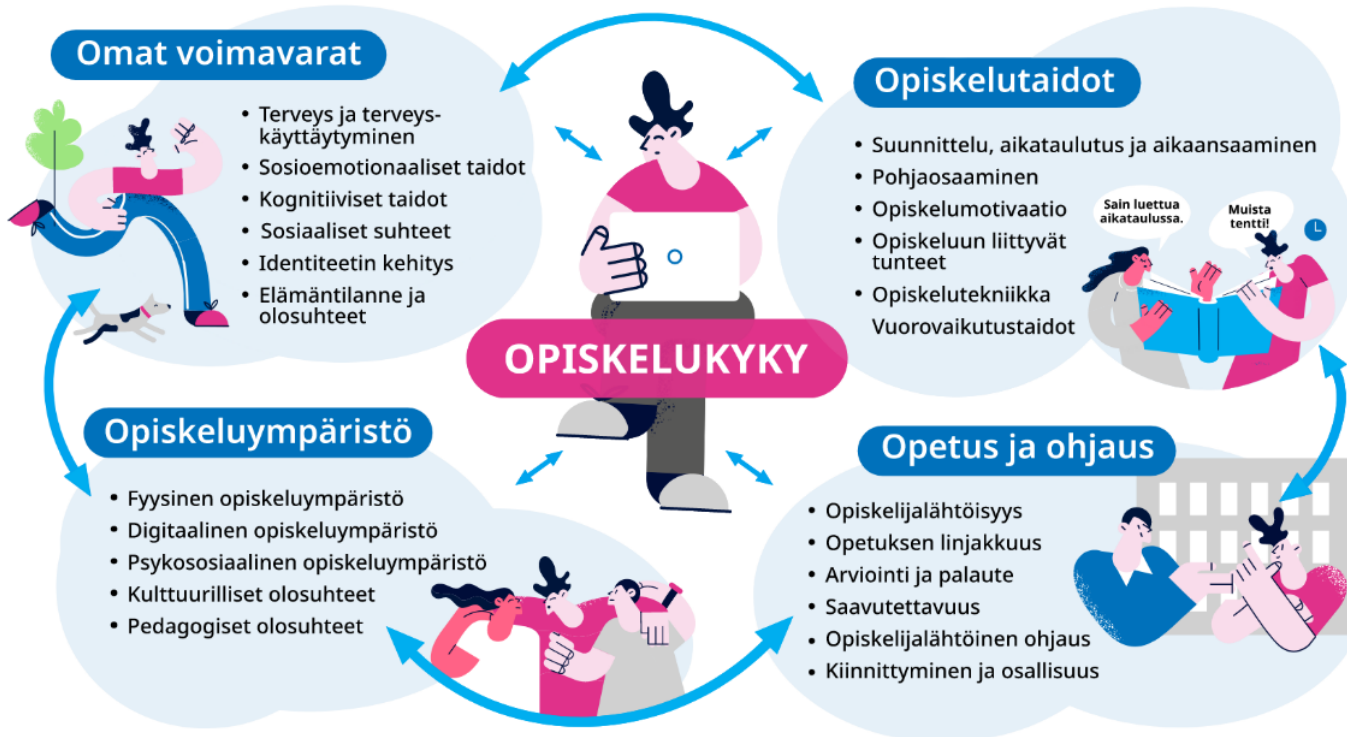 Omat voimavarat
• Terveys ja terveys-
käyttäytyminen
• Sosioemotionaaliset taidot
• Kognitiiviset taidot
• Sosiaaliset suhteet
• Identiteetin kehitys
• Elämäntilanne ja
olosuhteet
Opiskelutaidot
• Suunnittelu, aikataulutus ja aikaansaaminen
• Pohjaosaaminen
• Opiskelumotivaatio
• Opiskeluun liittyvät
tunteet
• Opiskelutekniikka
Vuorovaikutustaidot
Sain luettua
aikataulussa.
Muista
tentti!
OPISKELUKYKY
Opiskeluympäristö
• Fyysinen opiskeluympäristö
• Digitaalinen opiskeluympäristö
• Psykososiaalinen opiskeluympäristö
• Kulttuurilliset olosuhteet
• Pedagogiset olosuhteet
Opetus ja ohjaus
• Opiskelijalähtöisyys
• Opetuksen linjakkuus
• Arviointi ja palaute
• Saavutettavuus
• Opiskelijalähtöinen ohjaus
• Kiinnittyminen ja osallisuus